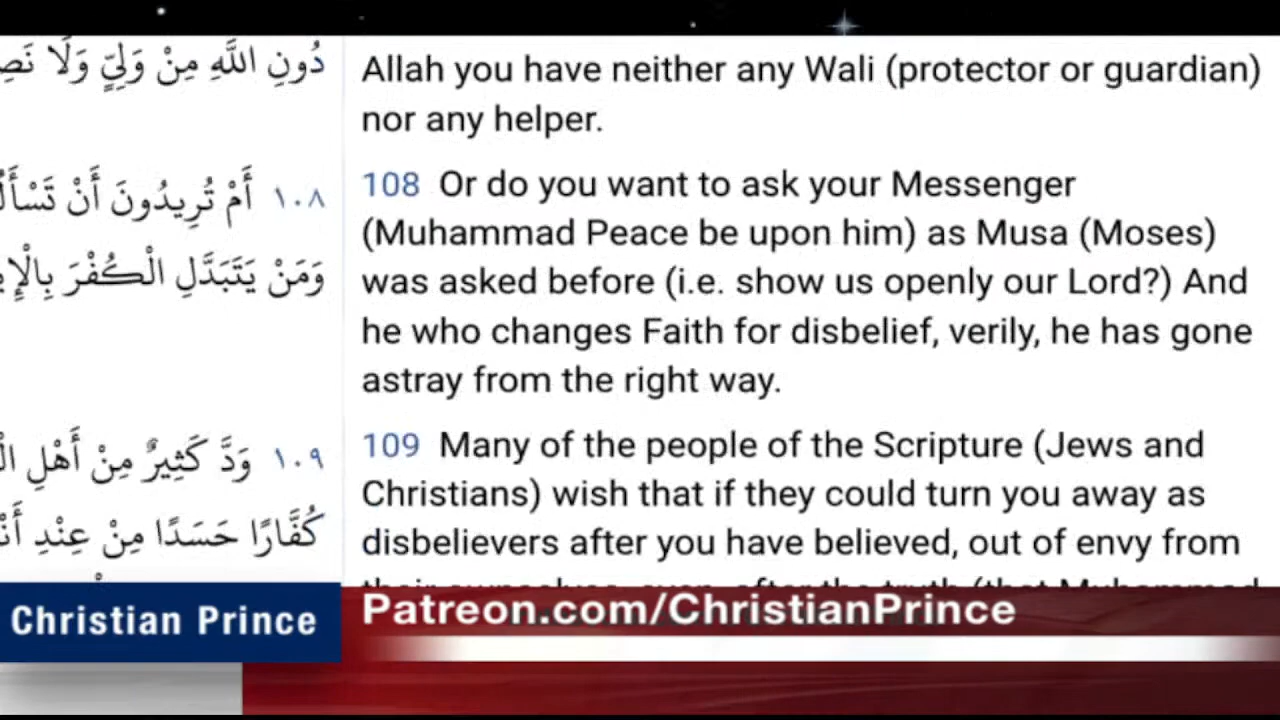 دُونِ اللَّهِ مِنْ وَلِيٍّ وَلَا
Allah you have neither any Wali (protector or guardian)
nor any helper.
١٠٨ أَمْ تُرِيدُونَ أَنْ
وَمَنْ يَتَبَدَّلِ الْكُفْرَ
108 Or do you want to ask your Messenger
(Muhammad Peace be upon him) as Musa (Moses)
was asked before (i.e. show us openly our Lord?) And
he who changes Faith for disbelief, verily, he has gone
astray from the right way.
١٠٩ وَدَّ كَثِيرٌ مِنْ أَهْلِ
كُفَّارًا حَسَدًا مِنْ عِنْدِ
109 Many of the people of the Scripture (Jews and
Christians) wish that if they could turn you away as
disbelievers after you have believed, out of envy from
Christian Prince
Patreon.com/ChristianPrince